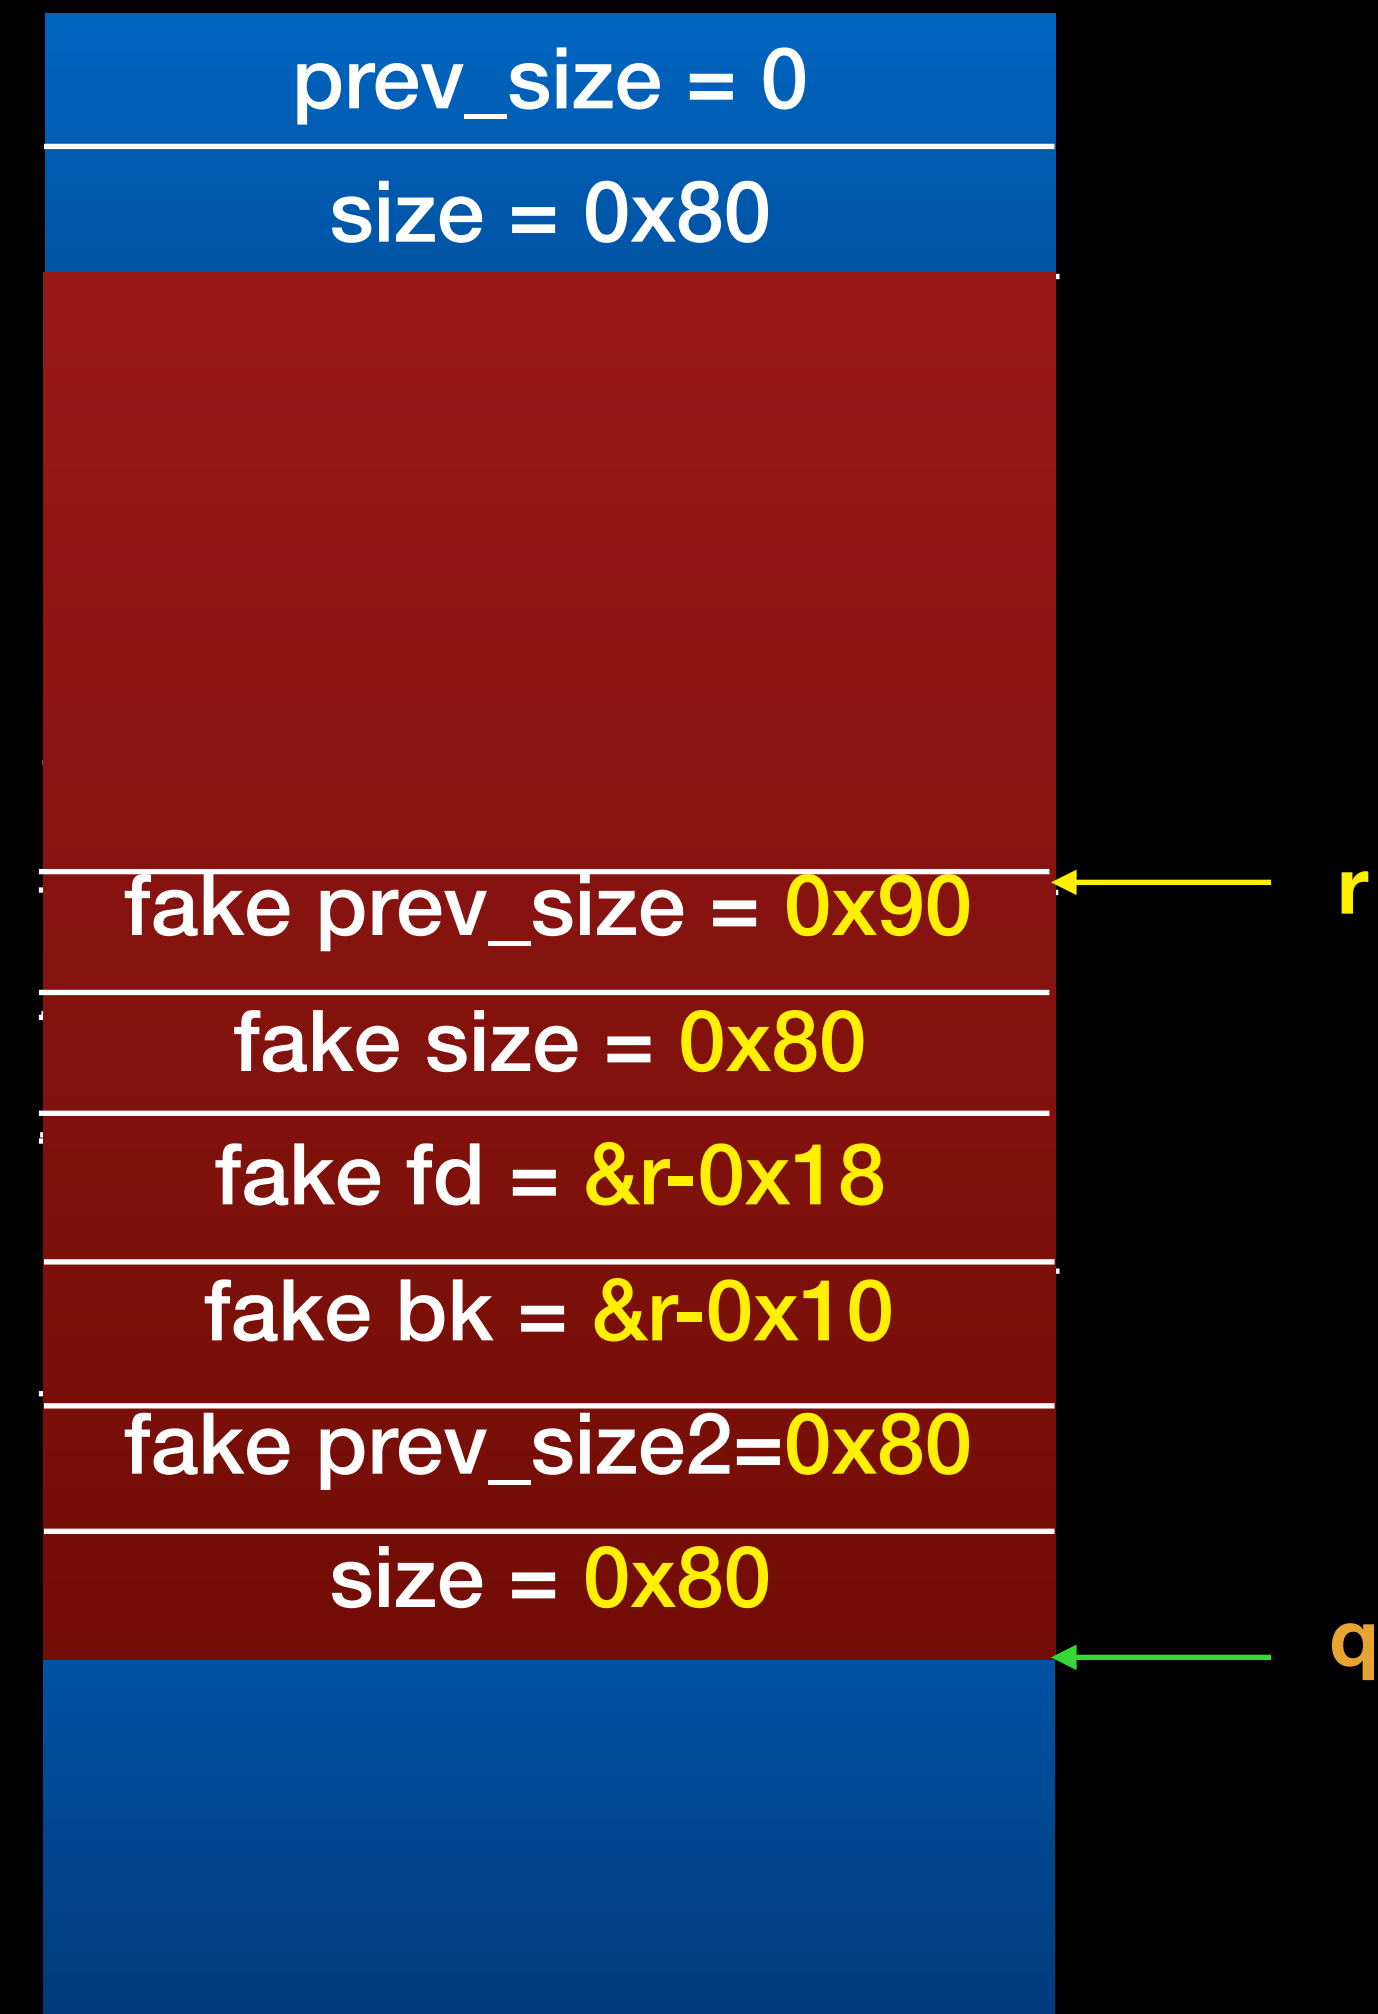 prev_size = 0
size = 0x80
fake prev_size = 0x90
r
fake size = 0x80
fake fd = &r-0x18
fake bk = &r-0x10
fake prev_size2=0x80
size = 0x80
q